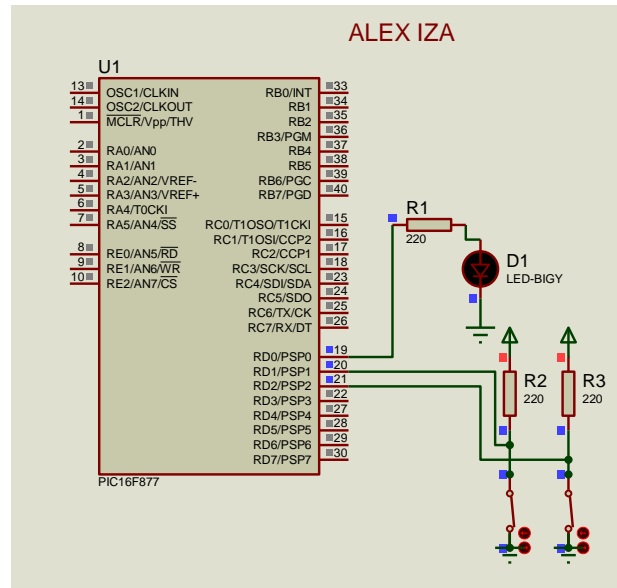 ALEX IZA
U1
13 OSC1/CLKIN RB0/INT 33
14 OSC2/CLKOUT RB1 34
1 MCLR/Vpp/THV RB2 35
RB3/PGM 36
2 RA0/AN0 RB4 37
3 RA1/AN1 RB5 38
4 RA2/AN2/VREF- RB6/PGC 39
5 RA3/AN3/VREF+ RB7/PGD 40
6 RA4/T0CKI
7 RA5/AN4/SS RC0/T1OSO/T1CKI 15
RC1/T1OSI/CCP2 16
8 RE0/AN5/RD RC2/CCP1 17
9 RE1/AN6/WR RC3/SCK/SCL 18
10 RE2/AN7/CS RC4/SDI/SDA 23
RC5/SDO 24
RC6/TX/CK 25
RC7/RX/DT 26
RD0/PSP0 19
RD1/PSP1 20
RD2/PSP2 21
RD3/PSP3 22
RD4/PSP4 27
RD5/PSP5 28
RD6/PSP6 29
RD7/PSP7 30
PIC16F877
R1
220
D1
LED-BIGY
R2
220
R3
220